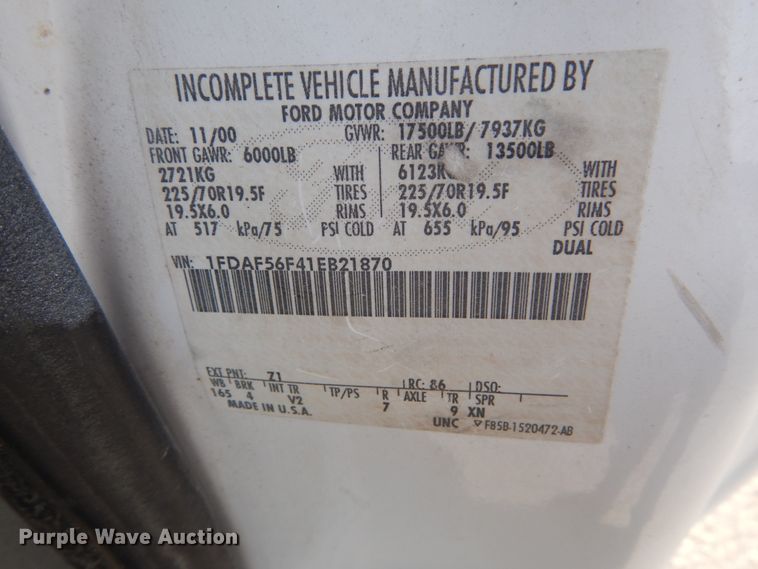 INCOMPLETE VEHICLE MANUFACTURED BY
FORD MOTOR COMPANY
DATE: 11/00 GVWR: 17500LB/ 7937KG
FRONT GAWR: 6000LB REAR GAWR: 13500LB
2721KG WITH 6123K WITH
225/70R19.5F TIRES 225/70R19.5F TIRES
19.5X6.0 RIMS 19.5X6.0 RIMS
AT 517 kPa/75 PSI COLD AT 655 kPa/95 PSI COLD
DUAL
VIN: 1FDAF56F41EB21870
EXT PNT: Z1 RC: 86 DSO:
WB BRK INT TR TP/PS R AXLE TR SPR
165 4 V2 7 9 XN
MADE IN U.S.A.
UNC F85B-1520472-AB
Purple Wave Auction